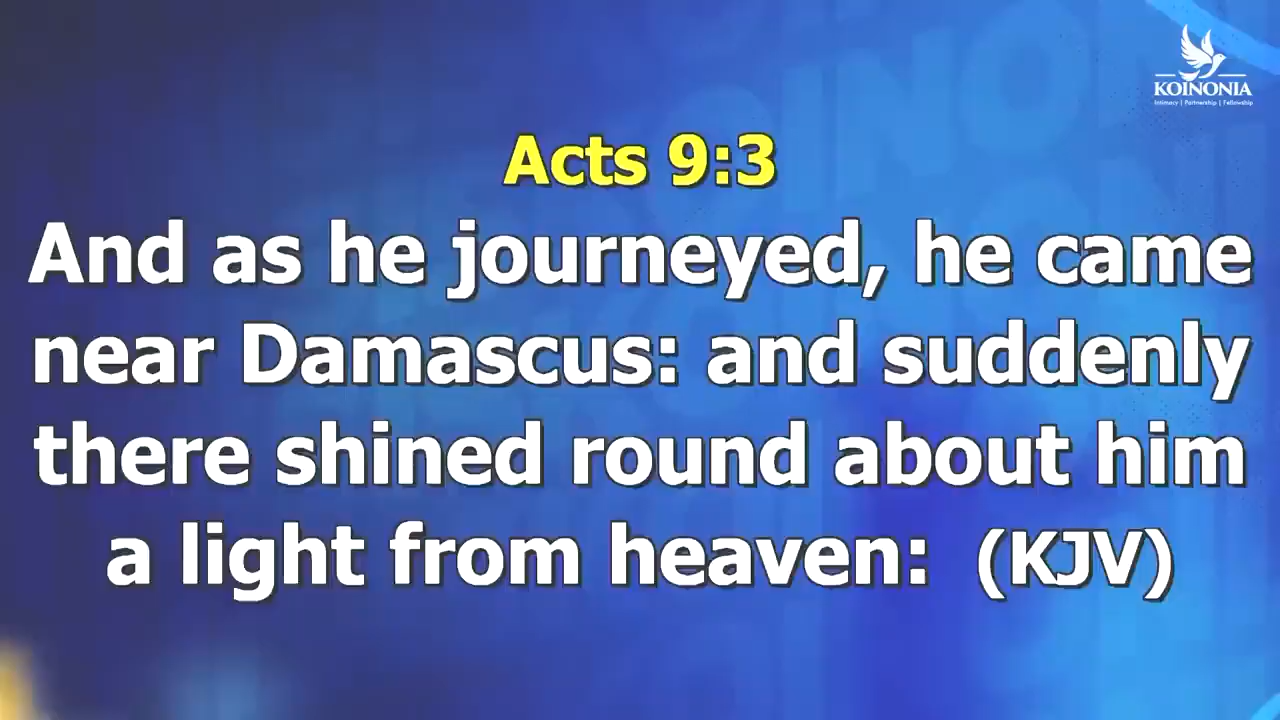 KOINONIA
Intimacy | Partnership | Fellowship
Acts 9:3
And as he journeyed, he came
near Damascus: and suddenly
there shined round about him
a light from heaven: (KJV)